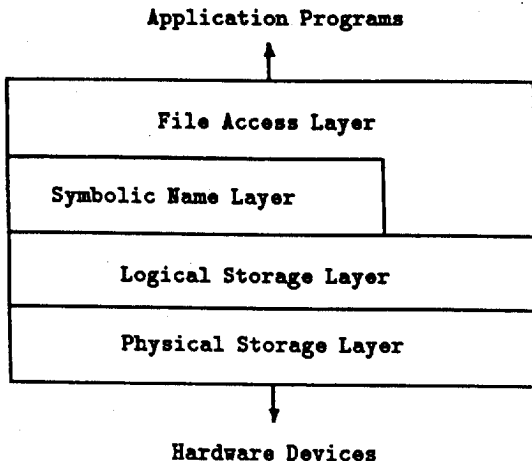 Application Programs
File Access Layer
Symbolic Name Layer
Logical Storage Layer
Physical Storage Layer
Hardware Devices